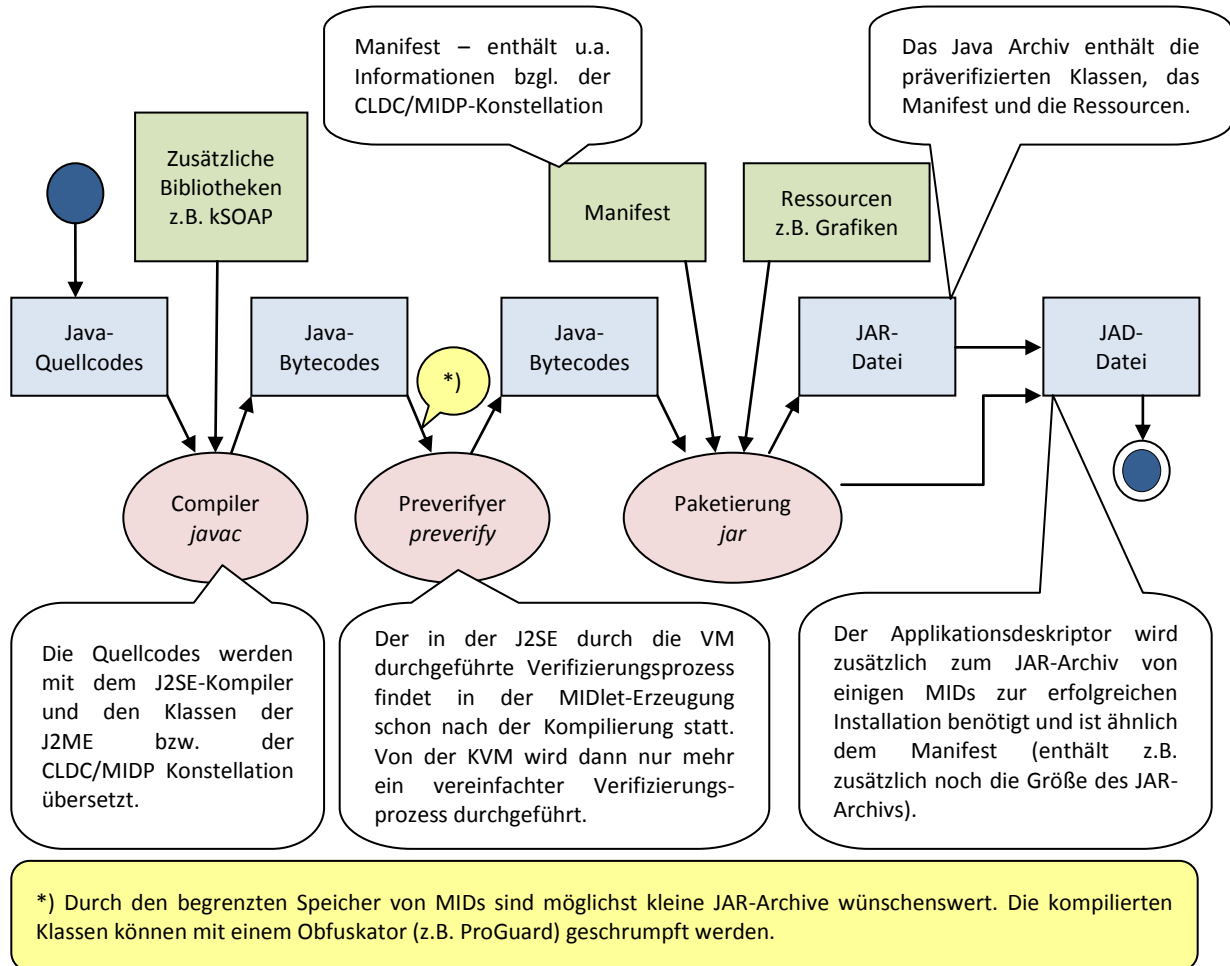 Manifest – enthält u.a.
Informationen bzgl. der
CLDC/MIDP-Konstellation
Das Java Archiv enthält die
präverifizierten Klassen, das
Manifest und die Ressourcen.
Zusätzliche
Bibliotheken
z.B. kSOAP
Manifest
Ressourcen
z.B. Grafiken
Java-
Quellcodes
Java-
Bytecodes
*)
Java-
Bytecodes
JAR-
Datei
JAD-
Datei
Compiler
javac
Preverifyer
preverify
Paketierung
jar
Die Quellcodes werden
mit dem J2SE-Kompiler
und den Klassen der
J2ME bzw. der
CLDC/MIDP Konstellation
übersetzt.
Der in der J2SE durch die VM
durchgeführte Verifizierungsprozess
findet in der MIDlet-Erzeugung
schon nach der Kompilierung statt.
Von der KVM wird dann nur mehr
ein vereinfachter Verifizierungs-
prozess durchgeführt.
Der Applikationsdeskriptor wird
zusätzlich zum JAR-Archiv von
einigen MIDs zur erfolgreichen
Installation benötigt und ist ähnlich
dem Manifest (enthält z.B.
zusätzlich noch die Größe des JAR-
Archivs).
*) Durch den begrenzten Speicher von MIDs sind möglichst kleine JAR-Archive wünschenswert. Die kompilierten
Klassen können mit einem Obfuskator (z.B. ProGuard) geschrumpft werden.